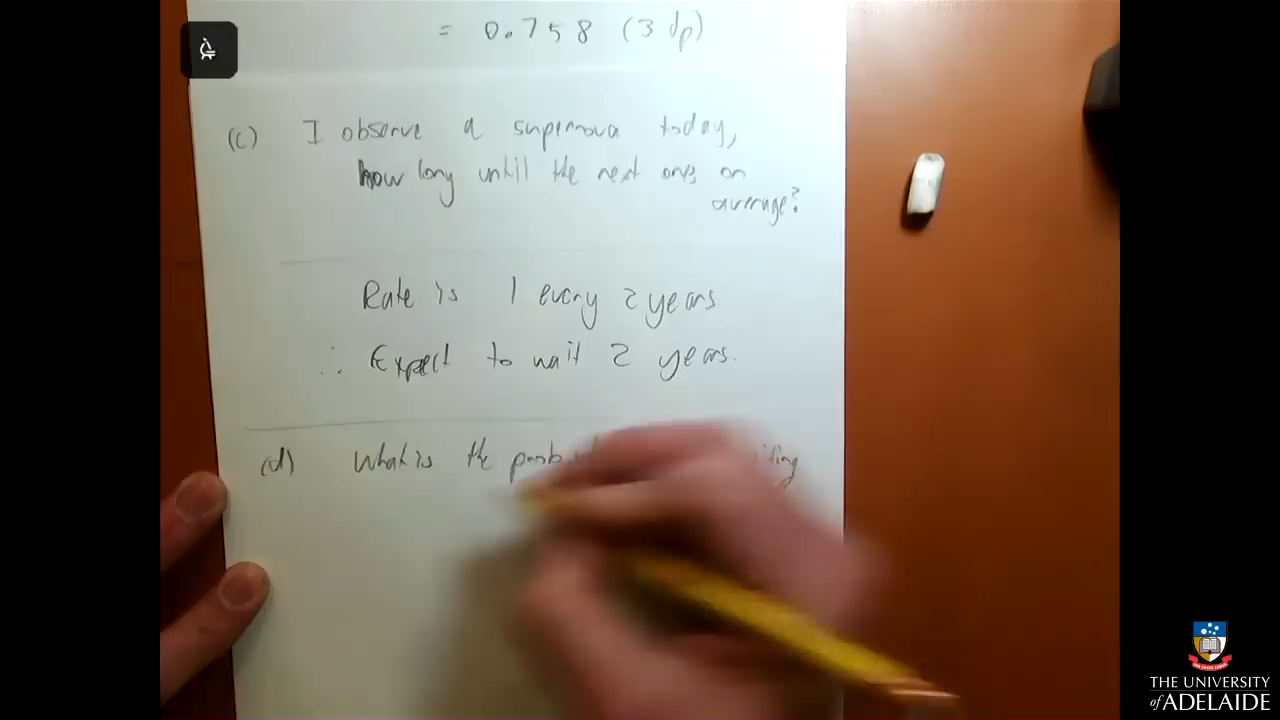 = 0.758 (3 dp)
(c) I observe a supernova today,
how long until the next one, on
average?
Rate is 1 every 2 years
∴ Expect to wait 2 years.
(d) What is the prob
THE UNIVERSITY
of ADELAIDE